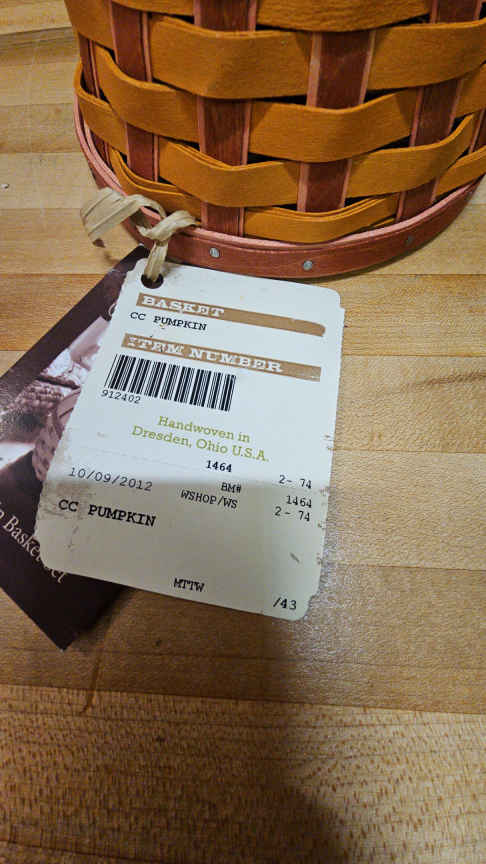 BASKET
CC PUMPKIN
ITEM NUMBER
912402
Handwoven in
Dresden, Ohio U.S.A.
1464
2- 74
10/09/2012
BM#
1464
WSHOP/WS
2- 74
CC PUMPKIN
MTTW
/43